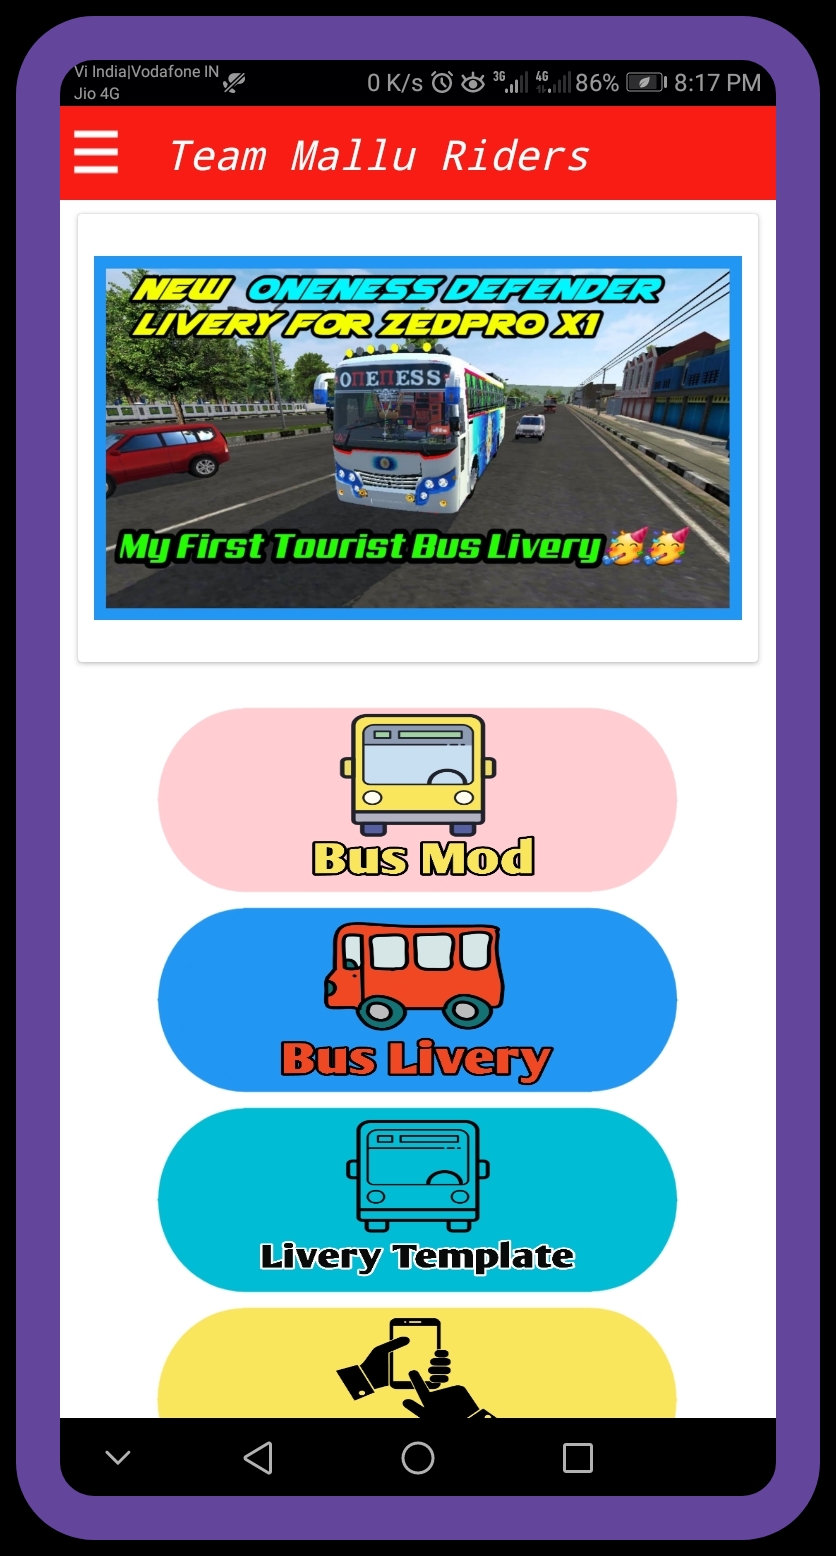 Vi India|Vodafone IN
Jio 4G
0 K/s 3G 4G 86% 8:17 PM
Team Mallu Riders
NEW ONENESS DEFENDER
LIVERY FOR ZEDPRO X1
ONENESS
My First Tourist Bus Livery🥳🥳
Bus Mod
Bus Livery
Livery Template